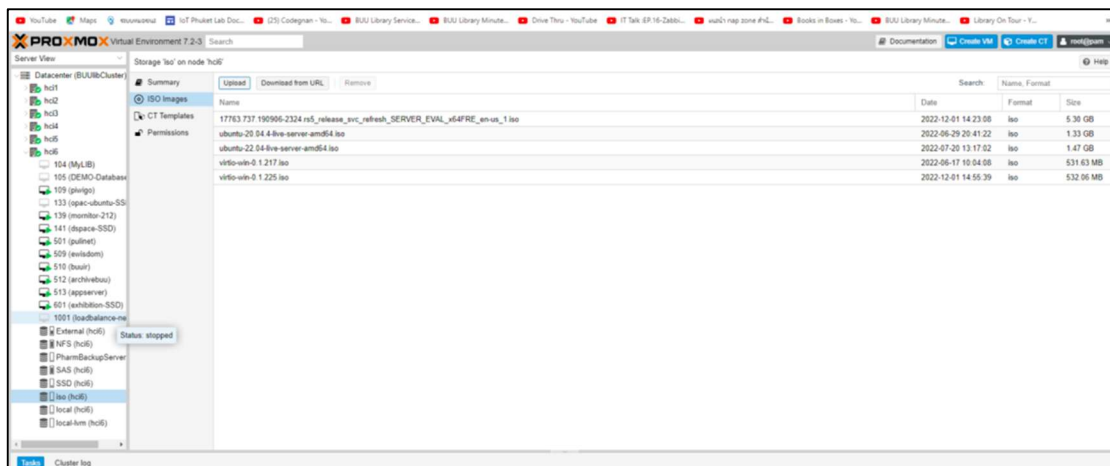 YouTube Maps ระบบจองห้อง IoT Phuket Lab Doc... (25) Codegnan - Yo... BUU Library Service... BUU Library Minute... Drive Thru - YouTube IT Talk :EP.16-Zabbi... Books in Boxes - Yo... BUU Library Minute... Library On Tour - Y...
PROXMOX Virtual Environment 7.2-3 Search Documentation Create VM Create CT root@pam
Server View Storage 'iso' on node 'hci6' Help
Datacenter (BUUlibCluster)
hci1
hci2
hci3
hci4
hci5
hci6
104 (MyLIB)
105 (DEMO-Database
109 (piwigo)
133 (opac-ubuntu-SS
139 (mornitor-212)
141 (dspace-SSD)
501 (pulinet)
509 (ewisdom)
510 (buuir)
512 (archivebuu)
513 (appserver)
601 (exhibition-SSD)
1001 (loadbalance-ne
External (hci6)
NFS (hci6)
PharmBackupServer
SAS (hci6)
SSD (hci6)
iso (hci6)
local (hci6)
local-lvm (hci6)
Status: stopped
Summary
ISO Images
CT Templates
Permissions
Upload Download from URL Remove Search: Name, Format
Name Date Format Size
17763.737.190906-2324.rs5_release_svc_refresh_SERVER_EVAL_x64FRE_en-us_1.iso 2022-12-01 14:23:08 iso 5.30 GB
ubuntu-20.04.4-live-server-amd64.iso 2022-06-29 20:41:22 iso 1.33 GB
ubuntu-22.04-live-server-amd64.iso 2022-07-20 13:17:02 iso 1.47 GB
virtio-win-0.1.217.iso 2022-06-17 10:04:08 iso 531.63 MB
virtio-win-0.1.225.iso 2022-12-01 14:55:39 iso 532.06 MB
Tasks Cluster log